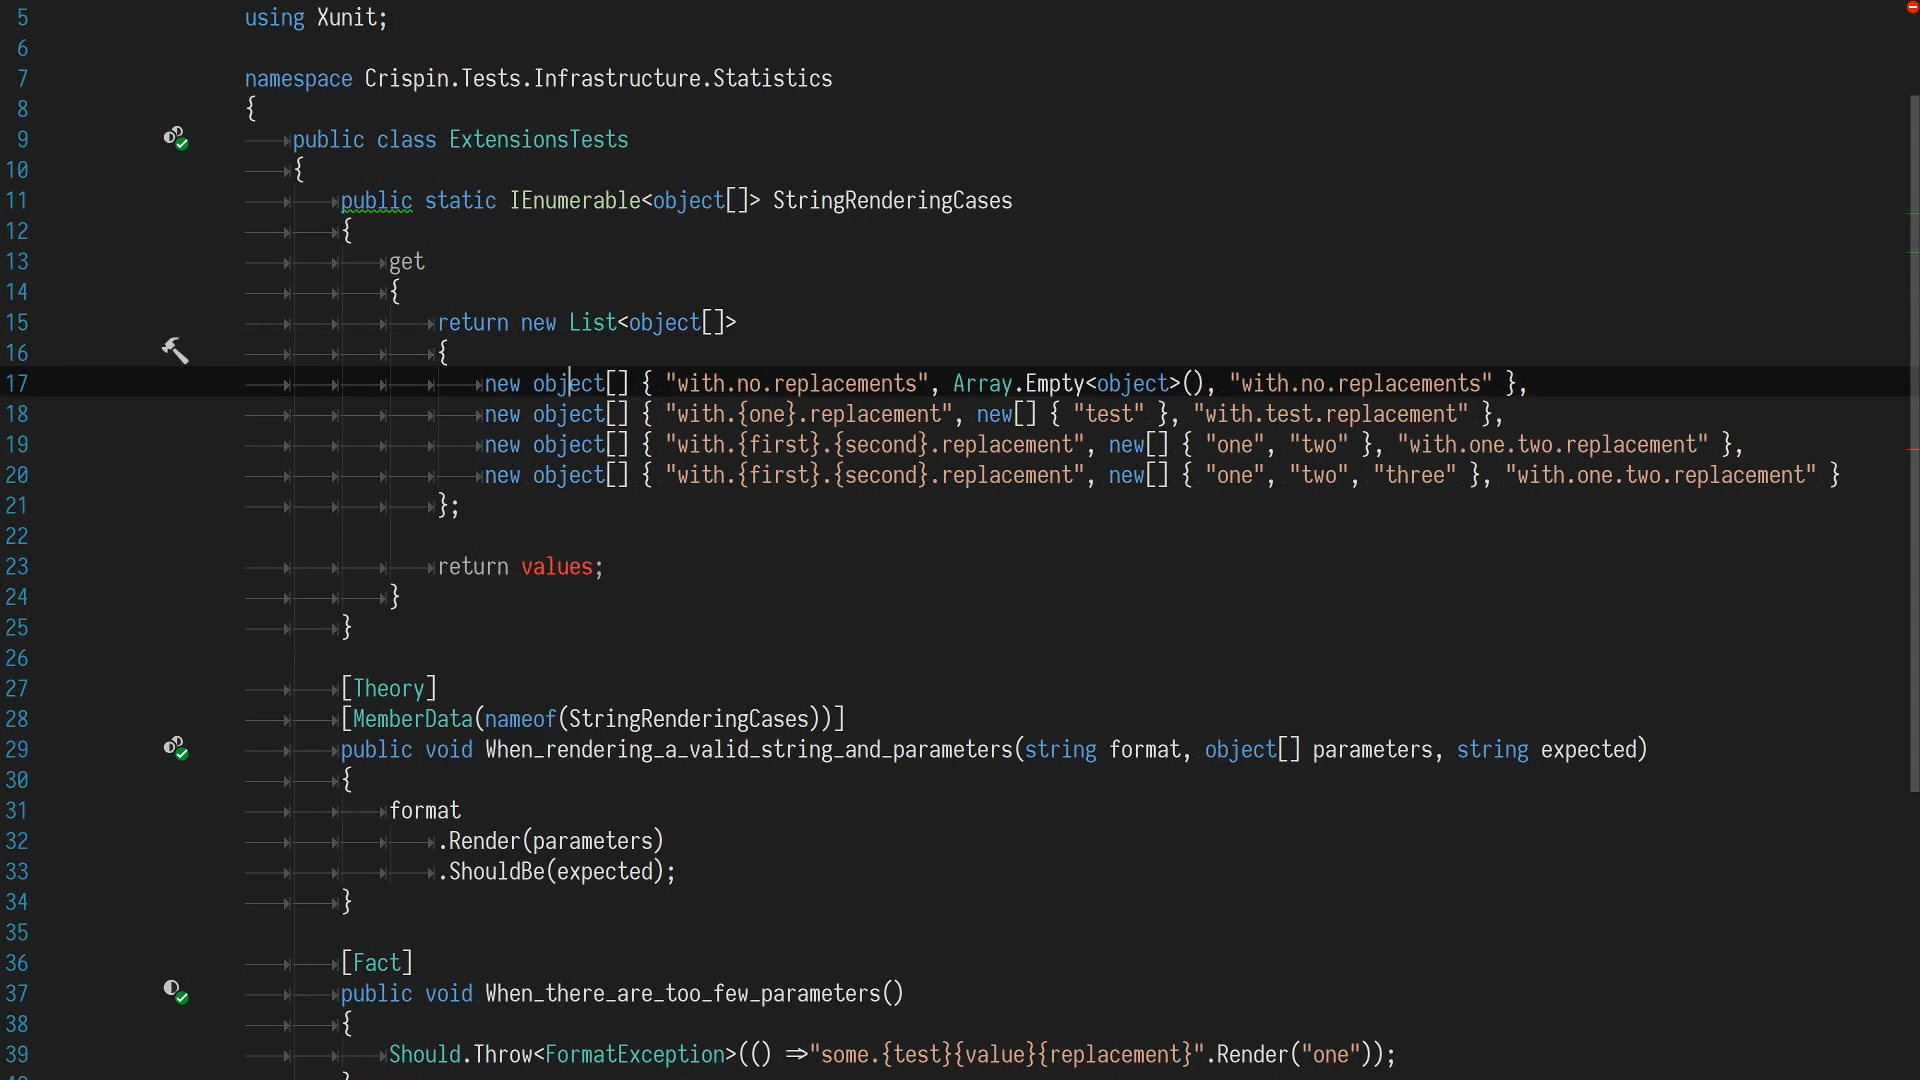 5 using Xunit;
6
7 namespace Crispin.Tests.Infrastructure.Statistics
8 {
9 public class ExtensionsTests
10 {
11 public static IEnumerable<object[]> StringRenderingCases
12 {
13 get
14 {
15 return new List<object[]>
16 {
17 new object[] { "with.no.replacements", Array.Empty<object>(), "with.no.replacements" },
18 new object[] { "with.{one}.replacement", new[] { "test" }, "with.test.replacement" },
19 new object[] { "with.{first}.{second}.replacement", new[] { "one", "two" }, "with.one.two.replacement" },
20 new object[] { "with.{first}.{second}.replacement", new[] { "one", "two", "three" }, "with.one.two.replacement" }
21 };
22
23 return values;
24 }
25 }
26
27 [Theory]
28 [MemberData(nameof(StringRenderingCases))]
29 public void When_rendering_a_valid_string_and_parameters(string format, object[] parameters, string expected)
30 {
31 format
32 .Render(parameters)
33 .ShouldBe(expected);
34 }
35
36 [Fact]
37 public void When_there_are_too_few_parameters()
38 {
39 Should.Throw<FormatException>(() =>"some.{test}{value}{replacement}".Render("one"));